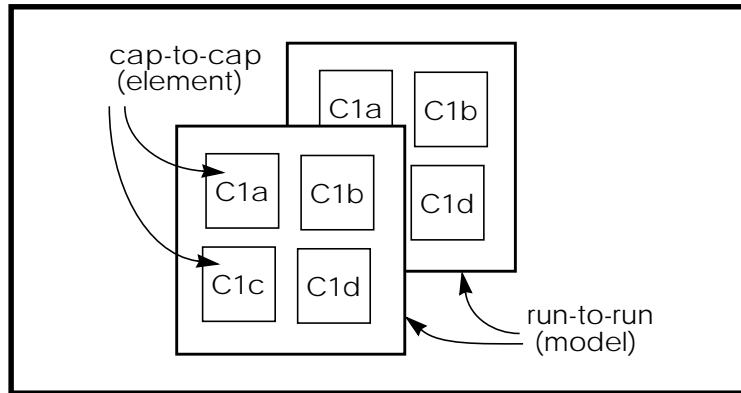 cap-to-cap
(element)
C1a
C1b
C1a
C1b
C1d
C1c
C1d
run-to-run
(model)